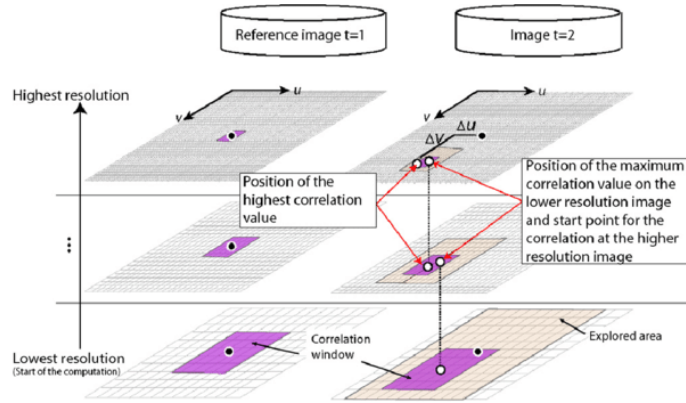 Reference image t=1
Image t=2
Highest resolution
u
v
u
v
Δu
Δv
Position of the
highest correlation
value
Position of the maximum
correlation value on the
lower resolution image
and start point for the
correlation at the higher
resolution image
...
Lowest resolution
(Start of the computation)
Correlation
window
Explored area